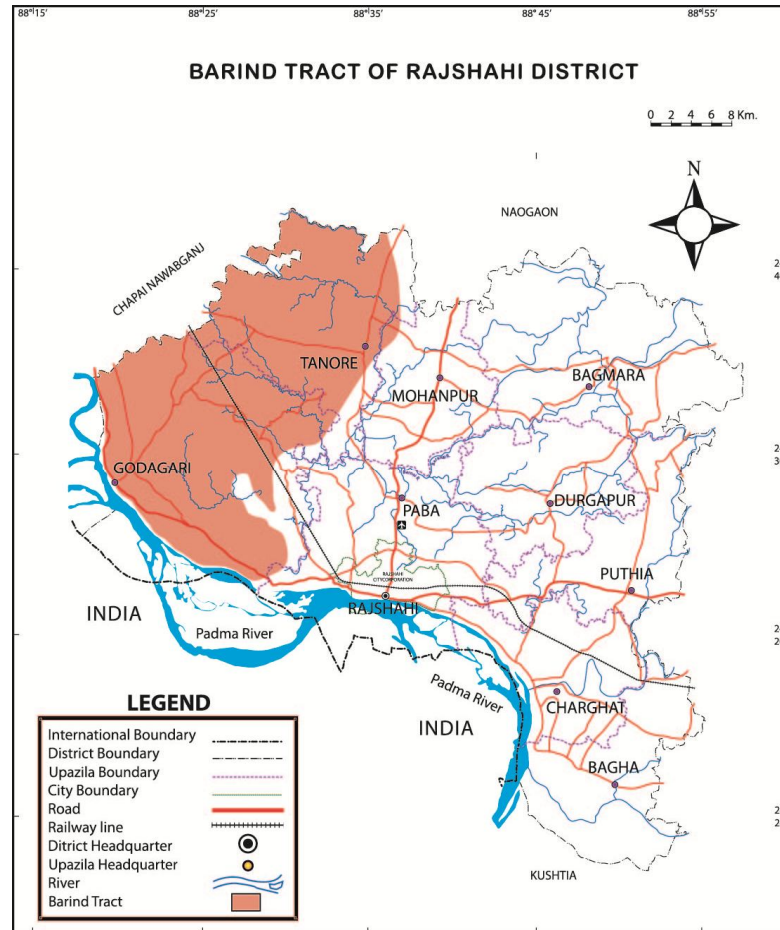 88°15' 88°25' 88°35' 88°45' 88°55'
BARIND TRACT OF RAJSHAHI DISTRICT
0 2 4 6 8 Km.
N
NAOGAON
CHAPAI NAWABGANJ
TANORE
MOHANPUR
BAGMARA
GODAGARI
PABA
DURGAPUR
RAJSHAHI
CITYCORPORATION
PUTHIA
RAJSHAHI
INDIA
Padma River
Padma River
INDIA
CHARGHAT
BAGHA
KUSHTIA
LEGEND
International Boundary
District Boundary
Upazila Boundary
City Boundary
Road
Railway line
Ditrict Headquarter
Upazila Headquarter
River
Barind Tract